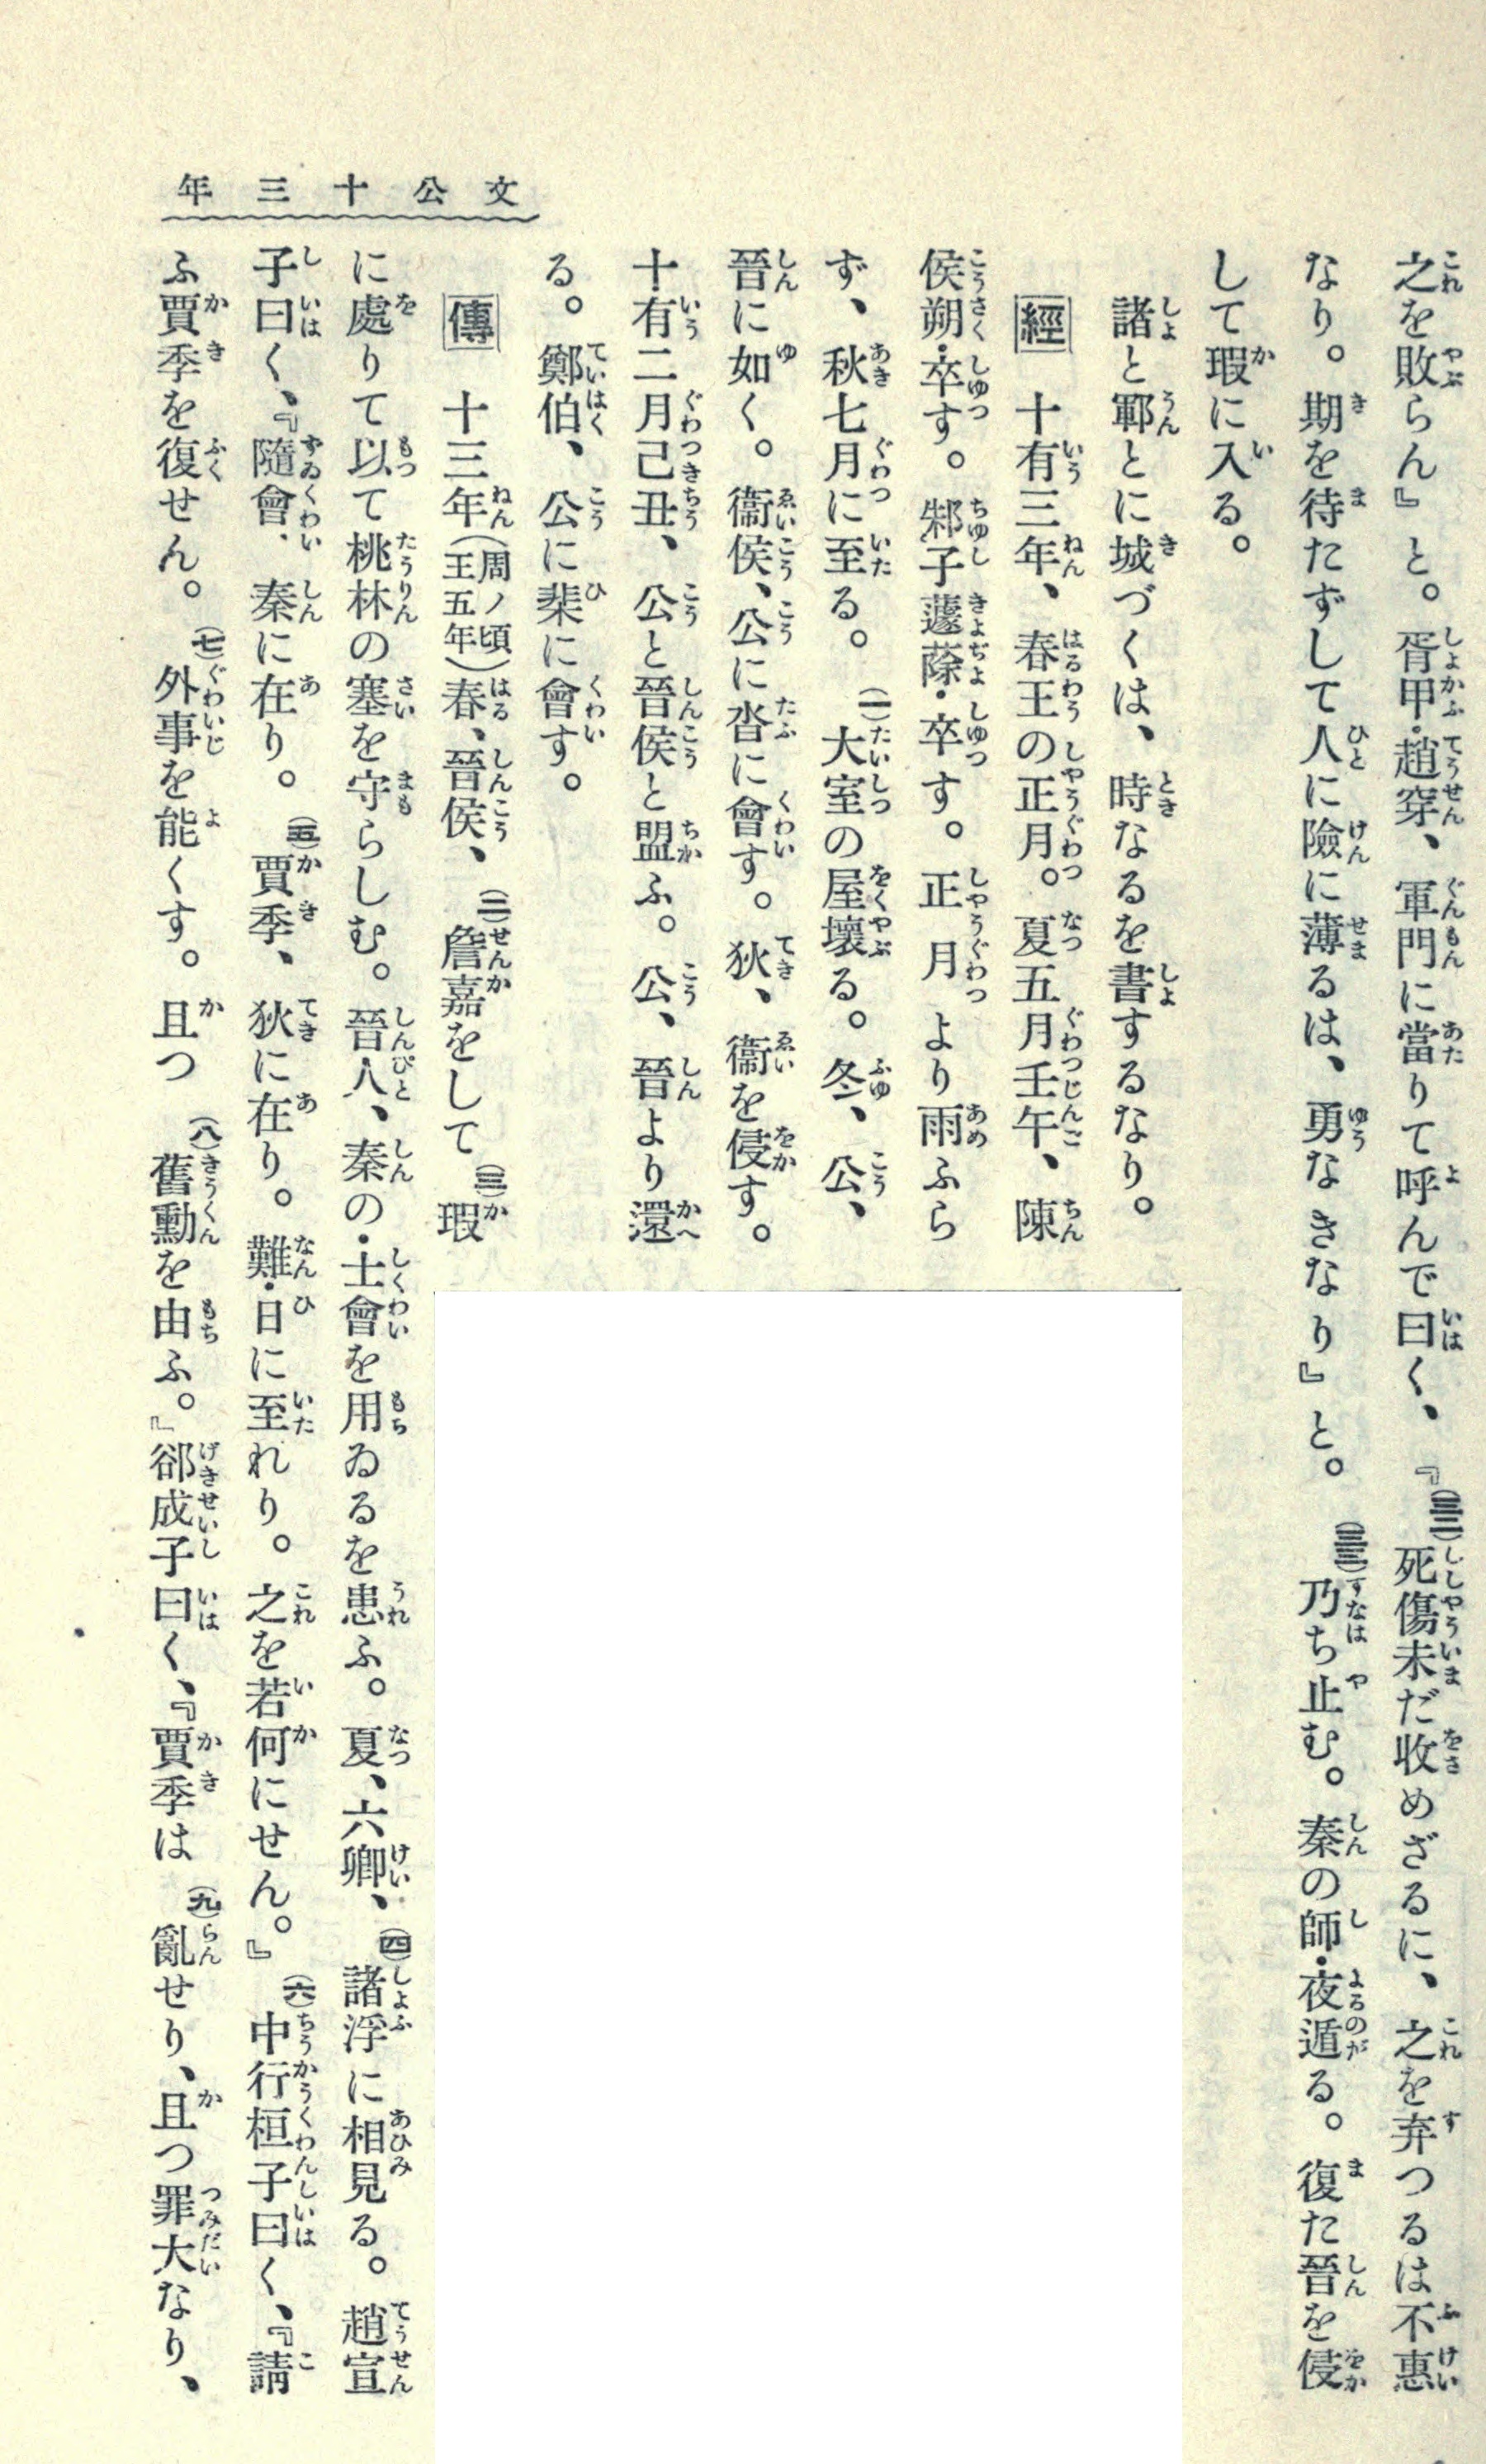 文公十三年
之を敗らん』と。胥甲・趙穿、軍門に當りて呼んで曰く、『(三二)死傷未だ收めざるに、之を弃つるは不惠
なり。期を待たずして人に險に薄るは、勇なきなり』と。(三三)乃ち止む。秦の師・夜遁る。復た晉を侵
して瑕に入る。
諸と鄆とに城づくは、時なるを書するなり。
經 十有三年、春王の正月。夏五月壬午、陳
侯朔・卒す。邾子蘧蒢・卒す。正月より雨ふら
ず、秋七月に至る。(一)大室の屋壞る。冬、公、
晉に如く。衞侯、公に沓に會す。狄、衞を侵す。
十有二月己丑、公と晉侯と盟ふ。公、晉より還
る。鄭伯、公に棐に會す。
傳 十三年(周ノ頃王五年)春、晉侯、(二)詹嘉をして(三)瑕
に處りて以て桃林の塞を守らしむ。晉人、秦の・士會を用ゐるを患ふ。夏、六卿、(四)諸浮に相見る。趙宣
子曰く、『隨會、秦に在り。(五)賈季、狄に在り。難・日に至れり。之を若何にせん。』(六)中行桓子曰く、『請
ふ賈季を復せん。(七)外事を能くす。且つ(八)舊勳を由ふ。』郤成子曰く、『賈季は(九)亂せり、且つ罪大なり、